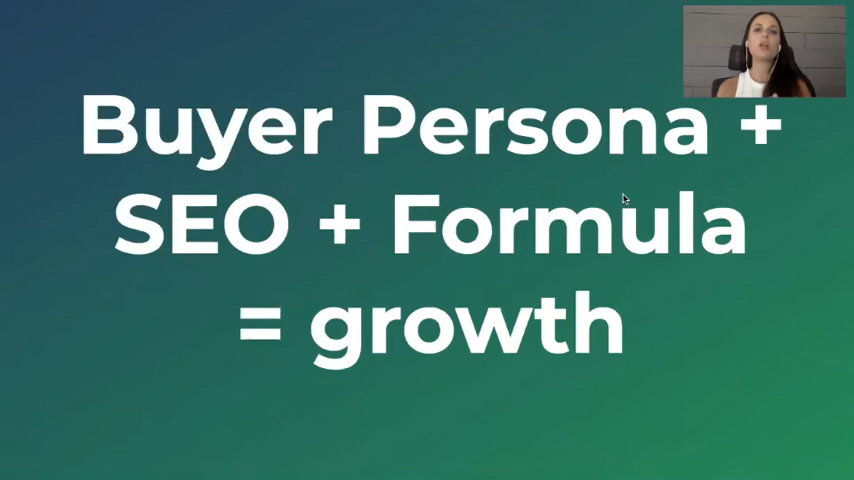 Buyer Persona +
SEO + Formula
= growth